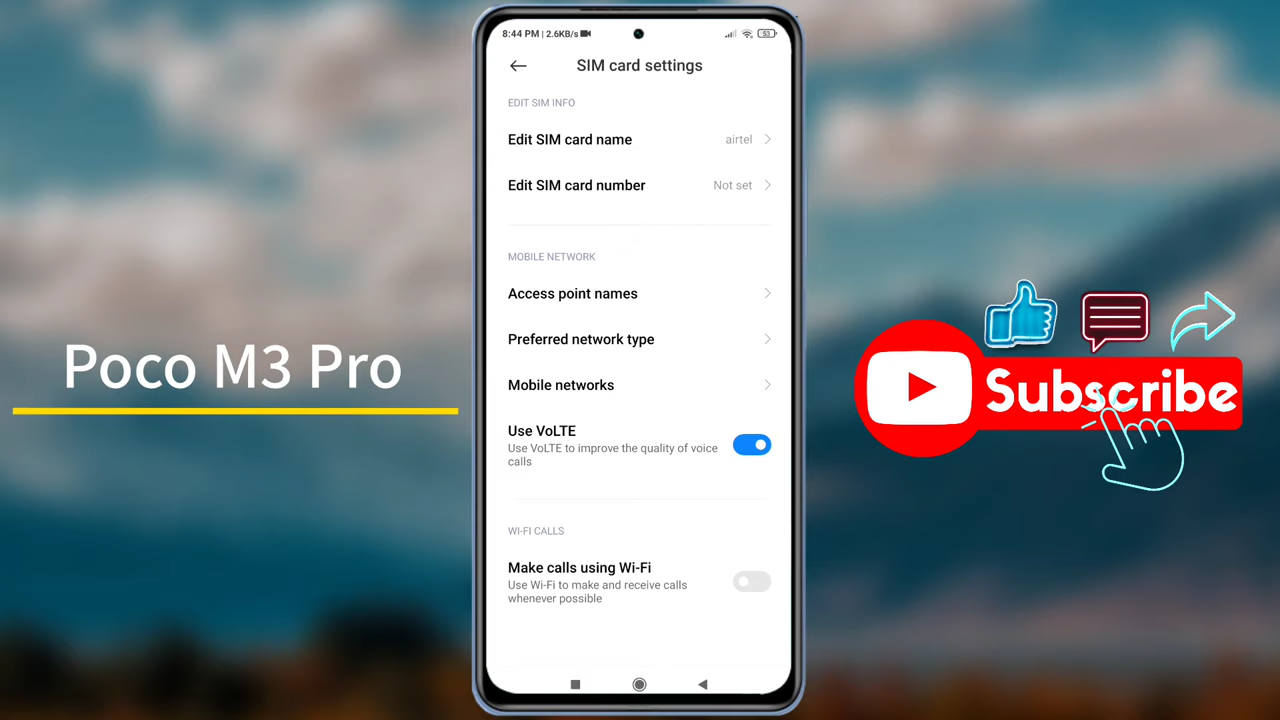 8:44 PM | 2.6KB/s
53
SIM card settings
EDIT SIM INFO
Edit SIM card name
airtel
Edit SIM card number
Not set
MOBILE NETWORK
Access point names
Preferred network type
Mobile networks
Use VoLTE
Use VoLTE to improve the quality of voice
calls
WI-FI CALLS
Make calls using Wi-Fi
Use Wi-Fi to make and receive calls
whenever possible
Poco M3 Pro
Subscribe